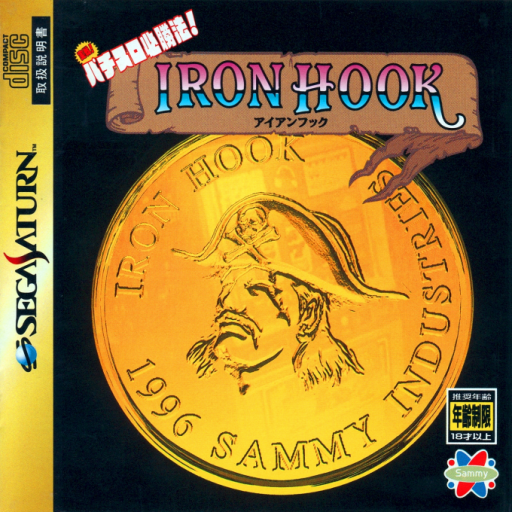 COMPACT
disc
取扱説明書
SEGA SATURN™
パチスロ必勝法!
IRON HOOK
アイアンフック
IRON HOOK
1996 SAMMY INDUSTRIES
推奨年齢
年齢制限
18才以上
Sammy